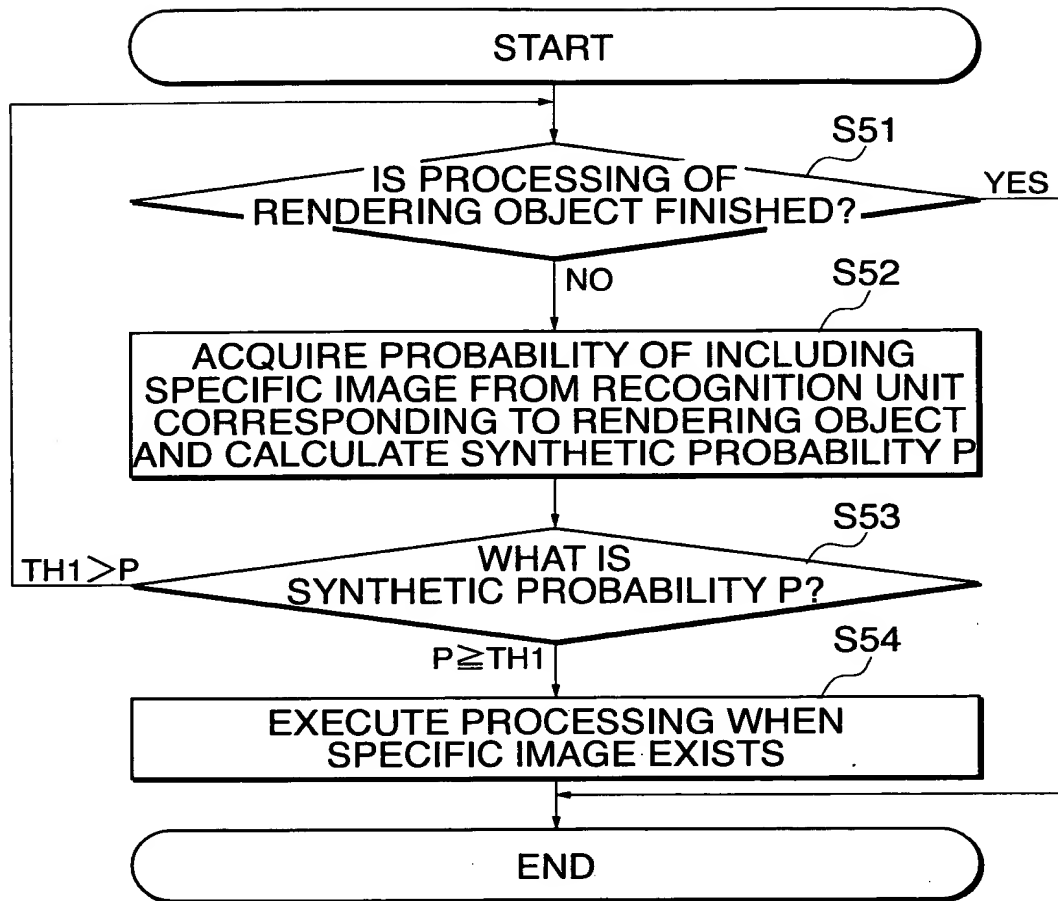 START
S51
IS PROCESSING OF
RENDERING OBJECT FINISHED?
YES
NO
S52
ACQUIRE PROBABILITY OF INCLUDING
SPECIFIC IMAGE FROM RECOGNITION UNIT
CORRESPONDING TO RENDERING OBJECT
AND CALCULATE SYNTHETIC PROBABILITY P
S53
TH1>P
WHAT IS
SYNTHETIC PROBABILITY P?
P≧TH1
S54
EXECUTE PROCESSING WHEN
SPECIFIC IMAGE EXISTS
END